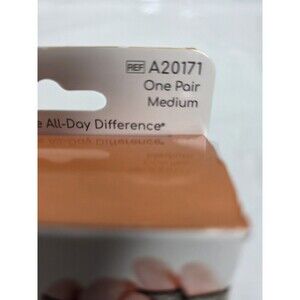 REF A20171
One Pair
Medium
e All-Day Difference*